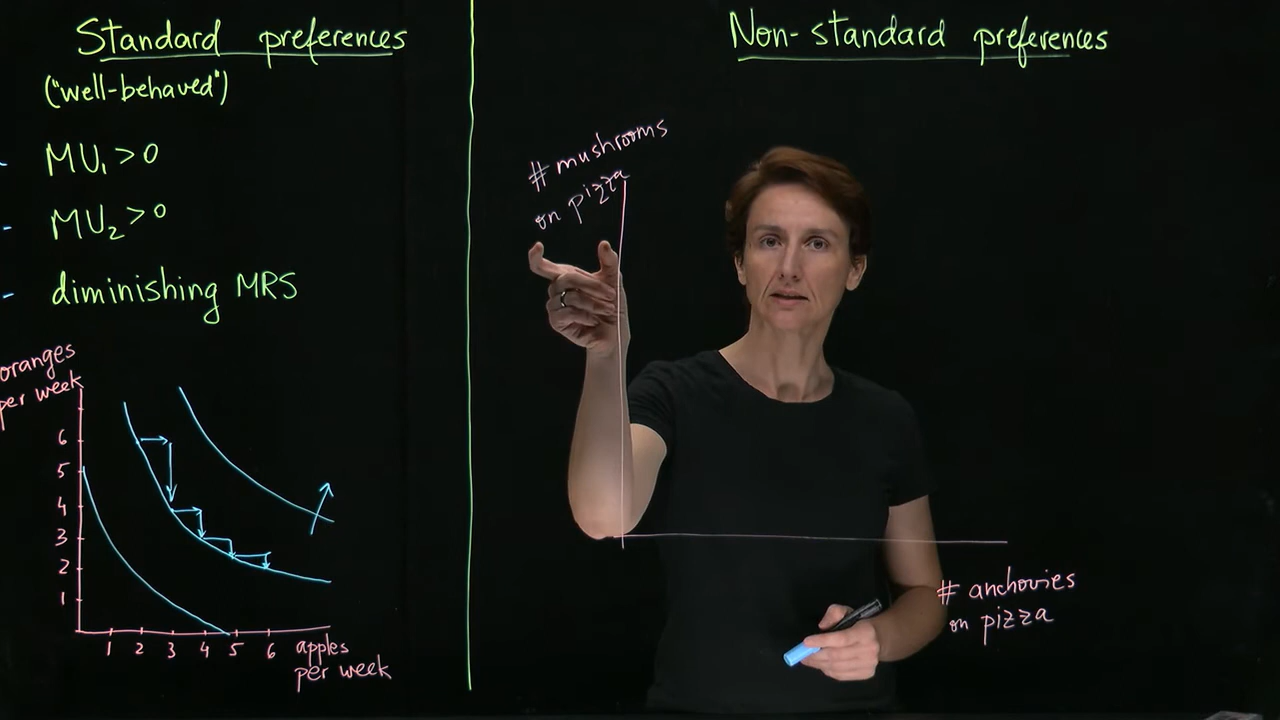 Standard preferences
("well-behaved")
- MU₁ > 0
- MU₂ > 0
- diminishing MRS
oranges
per week
6
5
4
3
2
1
1 2 3 4 5 6 apples
per week
Non-standard preferences
# mushrooms
on pizza
# anchovies
on pizza